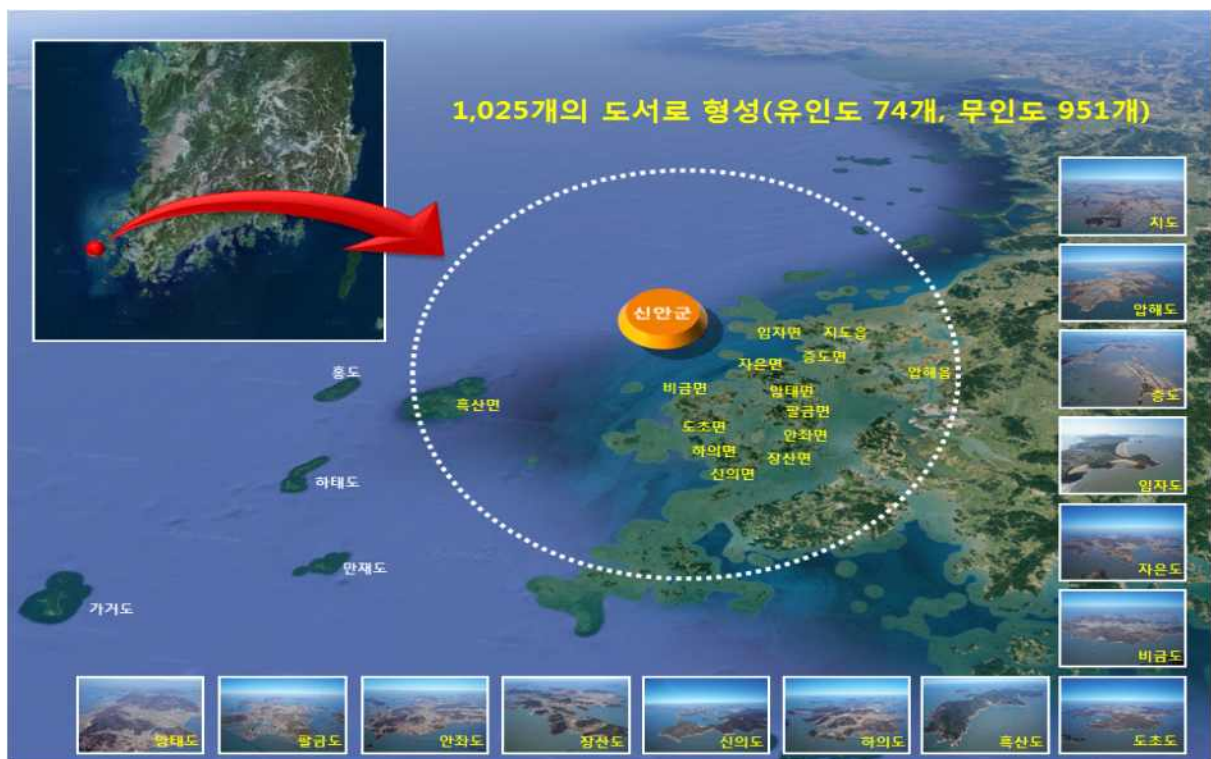 1,025개의 도서로 형성(유인도 74개, 무인도 951개)
지도
압해도
신안군
임자면 지도읍
증도면
자은면
압해읍
홍도
비금면
암태면
흑산면
팔금면
도초면
안좌면
하의면
장산면
신의면
하태도
만재도
가거도
증도
임자도
자은도
비금도
암태도
팔금도
안좌도
장산도
신의도
하의도
흑산도
도초도